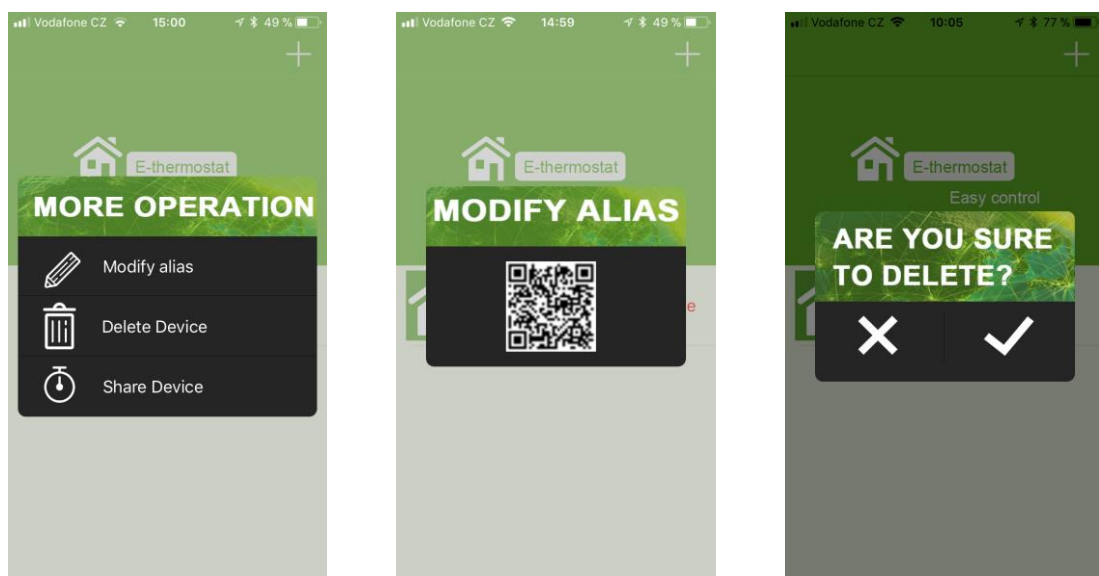 Vodafone CZ 15:00 49 %
E-thermostat
MORE OPERATION
Modify alias
Delete Device
Share Device
Vodafone CZ 14:59 49 %
E-thermostat
MODIFY ALIAS
e
Vodafone CZ 10:05 77 %
E-thermostat
Easy control
ARE YOU SURE
TO DELETE?